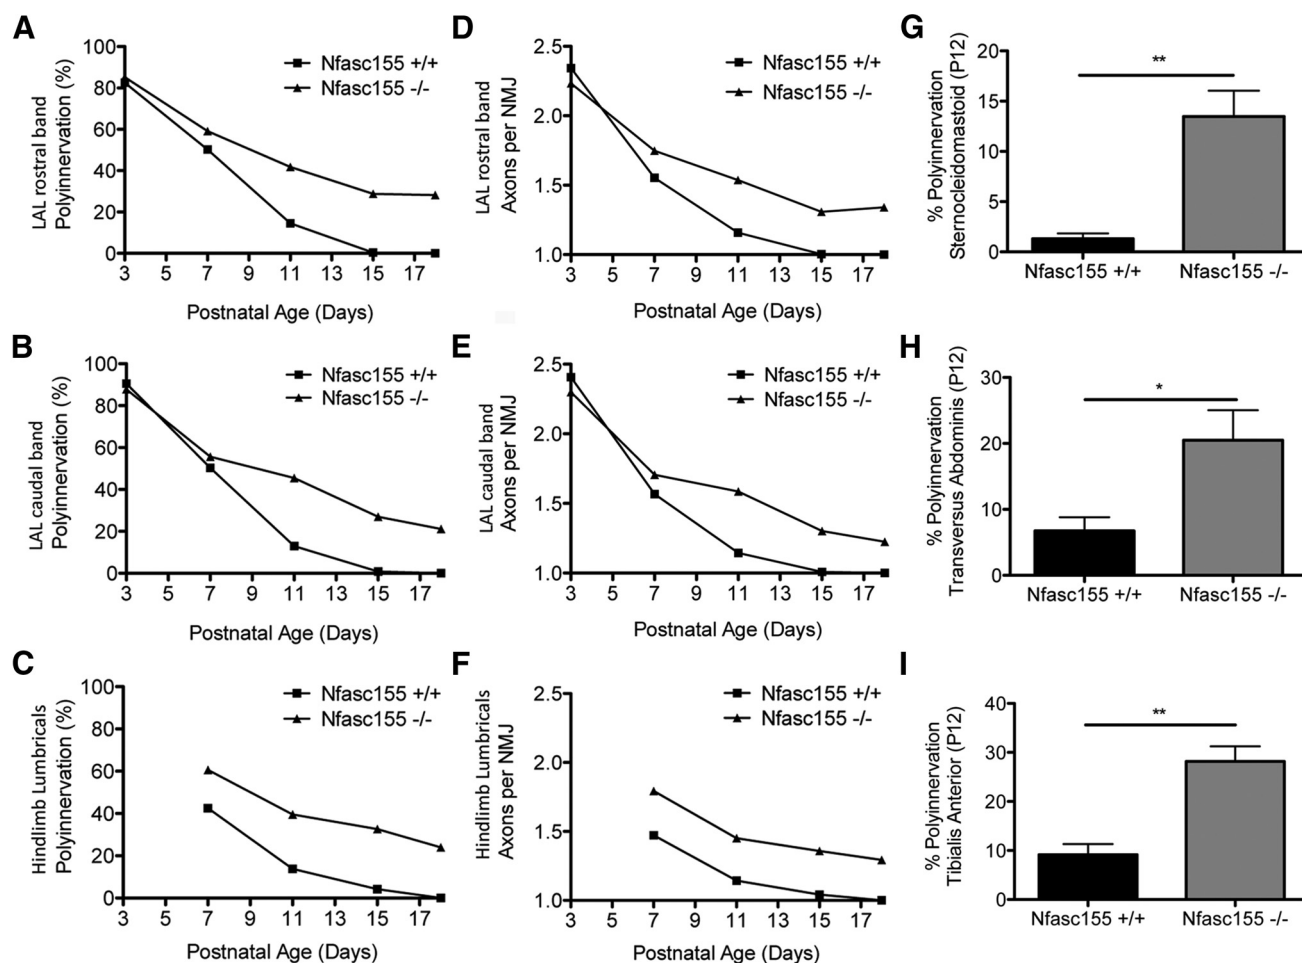 A
LAL rostral band
Polyinnervation (%)
100
80
60
40
20
0
Nfasc155 +/+
Nfasc155 -/-
3 5 7 9 11 13 15 17
Postnatal Age (Days)
D
LAL rostral band
Axons per NMJ
2.5
2.0
1.5
1.0
Nfasc155 +/+
Nfasc155 -/-
3 5 7 9 11 13 15 17
Postnatal Age (Days)
G
% Polyinnervation
Sternocleidomastoid (P12)
20
15
10
5
0
**
Nfasc155 +/+ Nfasc155 -/-
B
LAL caudal band
Polyinnervation (%)
100
80
60
40
20
0
Nfasc155 +/+
Nfasc155 -/-
3 5 7 9 11 13 15 17
Postnatal Age (Days)
E
LAL caudal band
Axons per NMJ
2.5
2.0
1.5
1.0
Nfasc155 +/+
Nfasc155 -/-
3 5 7 9 11 13 15 17
Postnatal Age (Days)
H
% Polyinnervation
Transversus Abdominis (P12)
30
20
10
0
*
Nfasc155 +/+ Nfasc155 -/-
C
Hindlimb Lumbricals
Polyinnervation (%)
100
80
60
40
20
0
Nfasc155 +/+
Nfasc155 -/-
3 5 7 9 11 13 15 17
Postnatal Age (Days)
F
Hindlimb Lumbricals
Axons per NMJ
2.5
2.0
1.5
1.0
Nfasc155 +/+
Nfasc155 -/-
3 5 7 9 11 13 15 17
Postnatal Age (Days)
I
% Polyinnervation
Tibialis Anterior (P12)
40
30
20
10
0
**
Nfasc155 +/+ Nfasc155 -/-